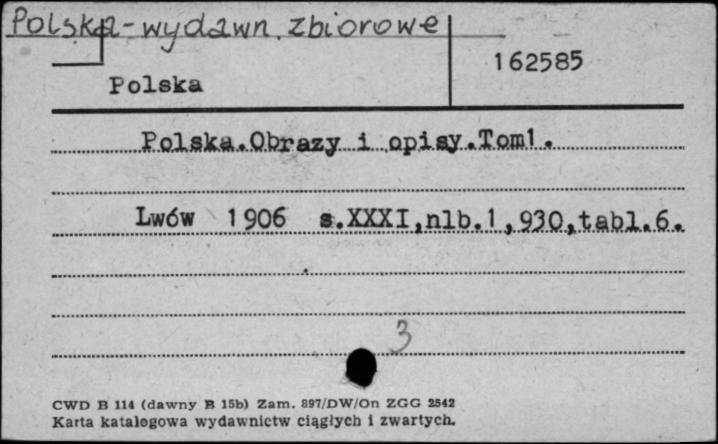 Polska - wydawn. zbiorowe
162585
Polska
Polska.Obrazy i opisy.Tom1.
Lwów 1906 s.XXXI,nlb.1,930,tabl.6.
3
CWD B 114 (dawny B 15b) Zam. 897/DW/On ZGG 2542
Karta katalogowa wydawnictw ciągłych i zwartych.